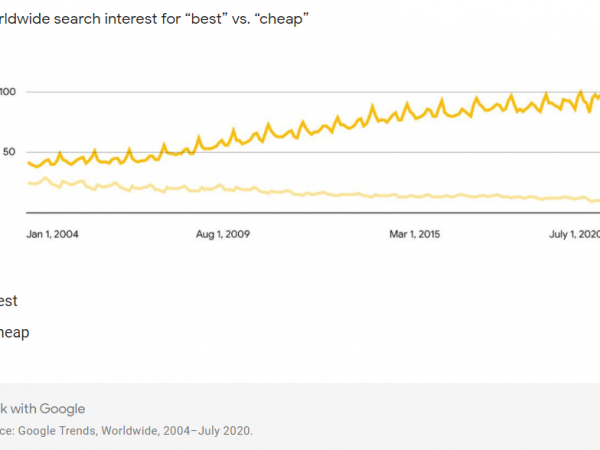 rldwide search interest for “best” vs. “cheap”
100
50
Jan 1, 2004 Aug 1, 2009 Mar 1, 2015 July 1, 2020
est
heap
k with Google
ce: Google Trends, Worldwide, 2004–July 2020.